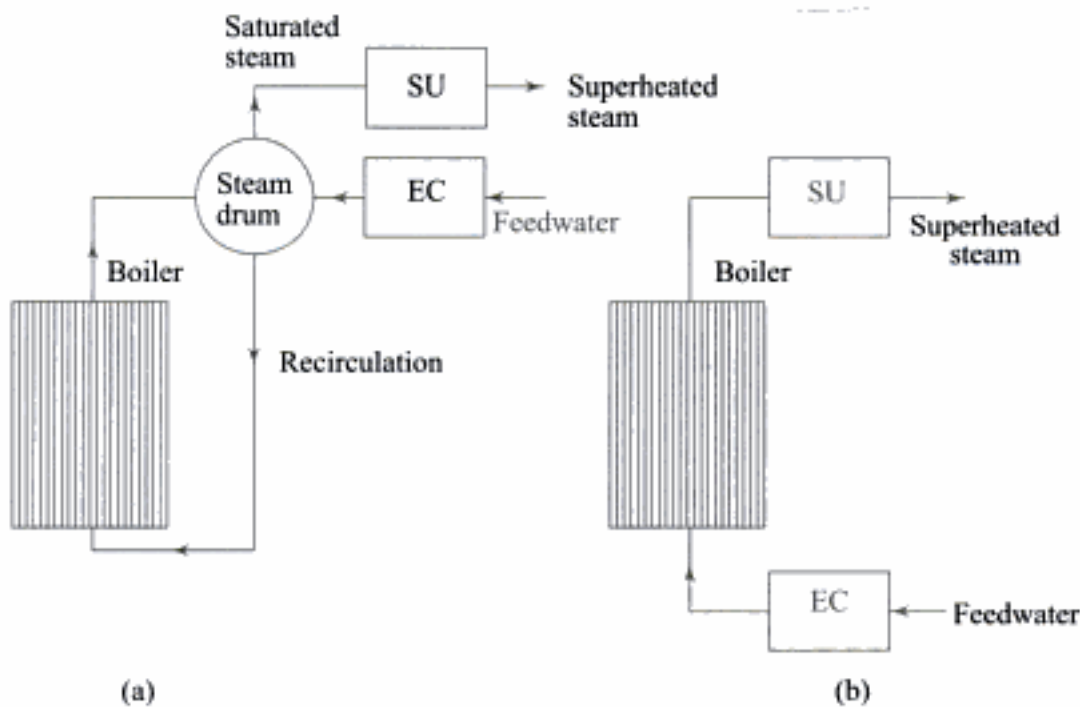 Saturated
steam
SU
Superheated
steam
Steam
drum
EC
Feedwater
Boiler
Recirculation
(a)
SU
Superheated
steam
Boiler
EC
Feedwater
(b)